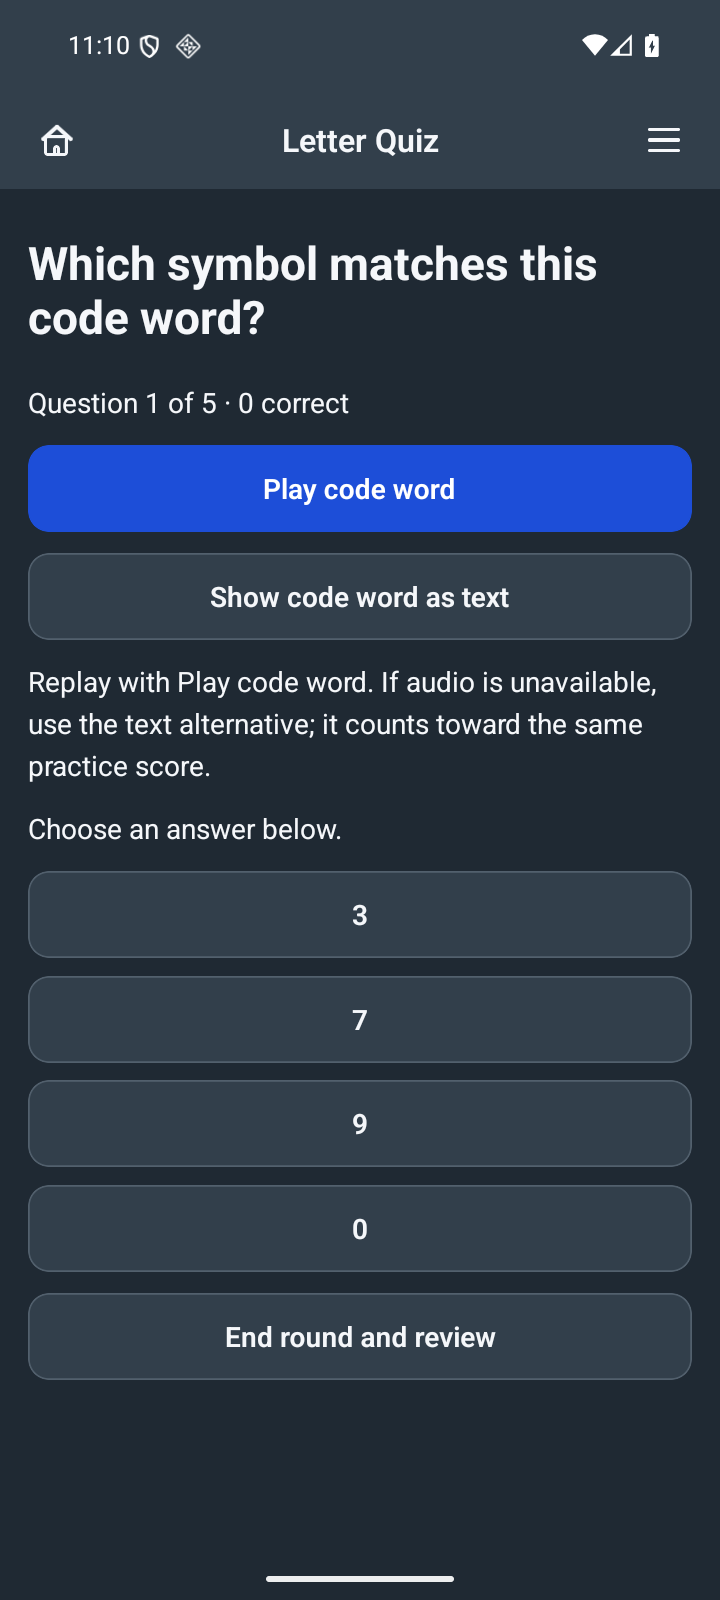 11:10
Letter Quiz
Which symbol matches this
code word?
Question 1 of 5 · 0 correct
Play code word
Show code word as text
Replay with Play code word. If audio is unavailable,
use the text alternative; it counts toward the same
practice score.
Choose an answer below.
3
7
9
0
End round and review